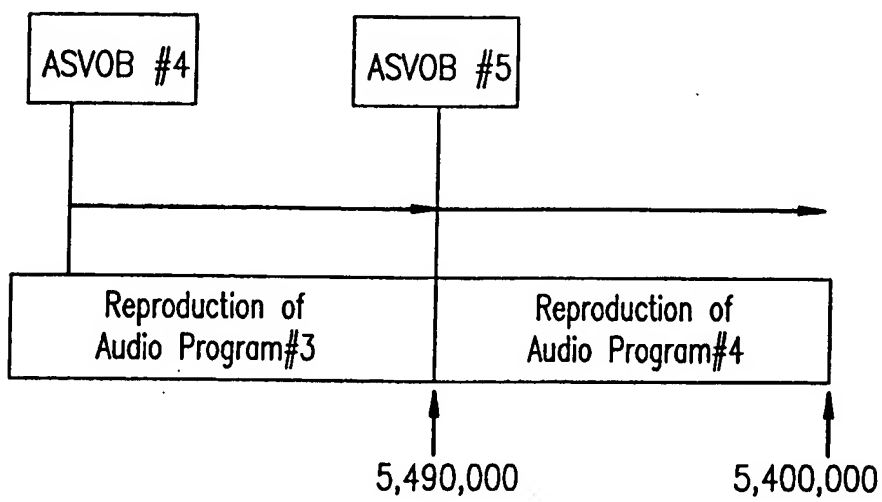 ASVOB #4
ASVOB #5
Reproduction of
Audio Program#3
Reproduction of
Audio Program#4
5,490,000
5,400,000